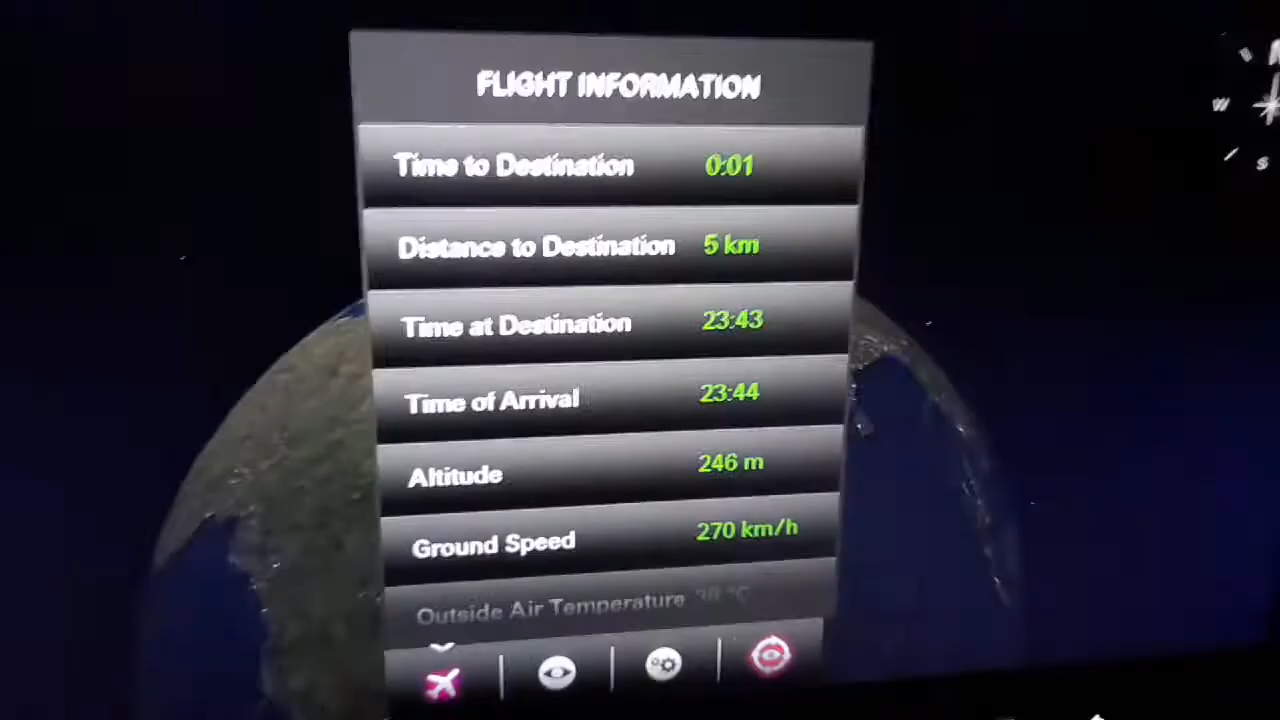 FLIGHT INFORMATION
Time to Destination 0:01
Distance to Destination 5 km
Time at Destination 23:43
Time of Arrival 23:44
Altitude 246 m
Ground Speed 270 km/h
Outside Air Temperature °C
W
S